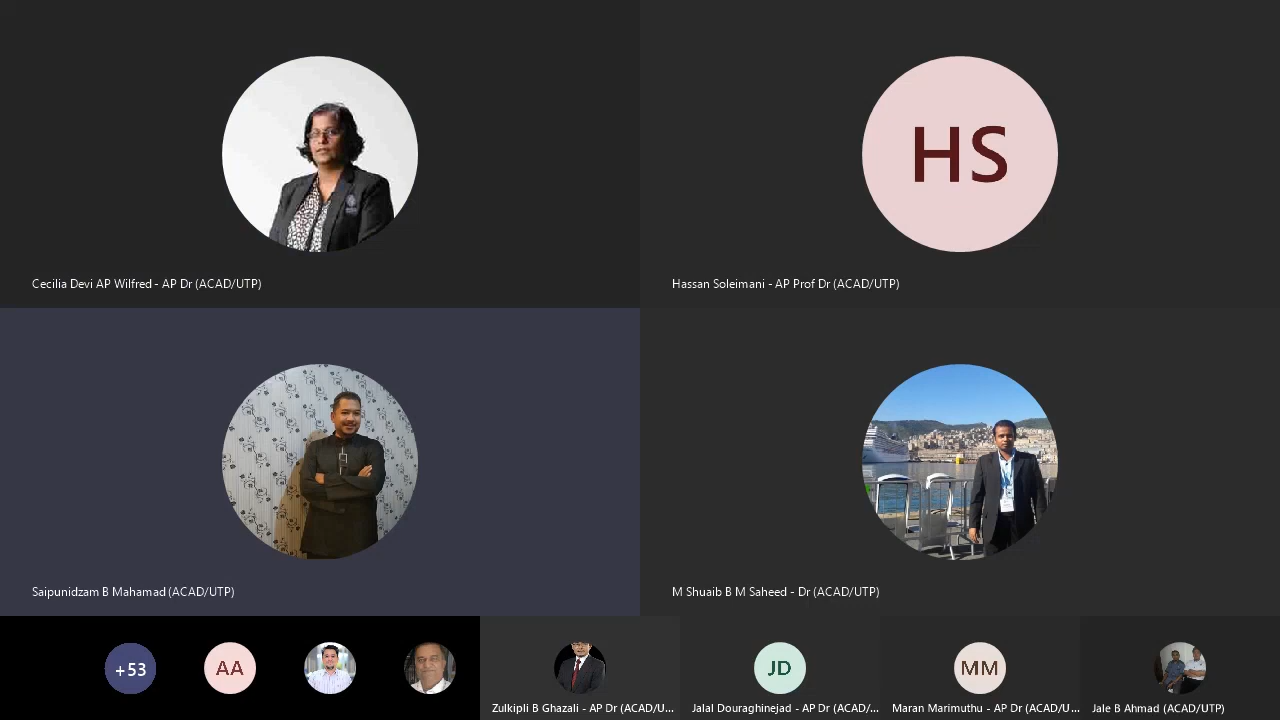 HS
Cecilia Devi AP Wilfred - AP Dr (ACAD/UTP)
Hassan Soleimani - AP Prof Dr (ACAD/UTP)
Saipunidzam B Mahamad (ACAD/UTP)
M Shuaib B M Saheed - Dr (ACAD/UTP)
+53
AA
JD
MM
Zulkipli B Ghazali - AP Dr (ACAD/U...
Jalal Douraghinejad - AP Dr (ACAD/...
Maran Marimuthu - AP Dr (ACAD/U...
Jale B Ahmad (ACAD/UTP)